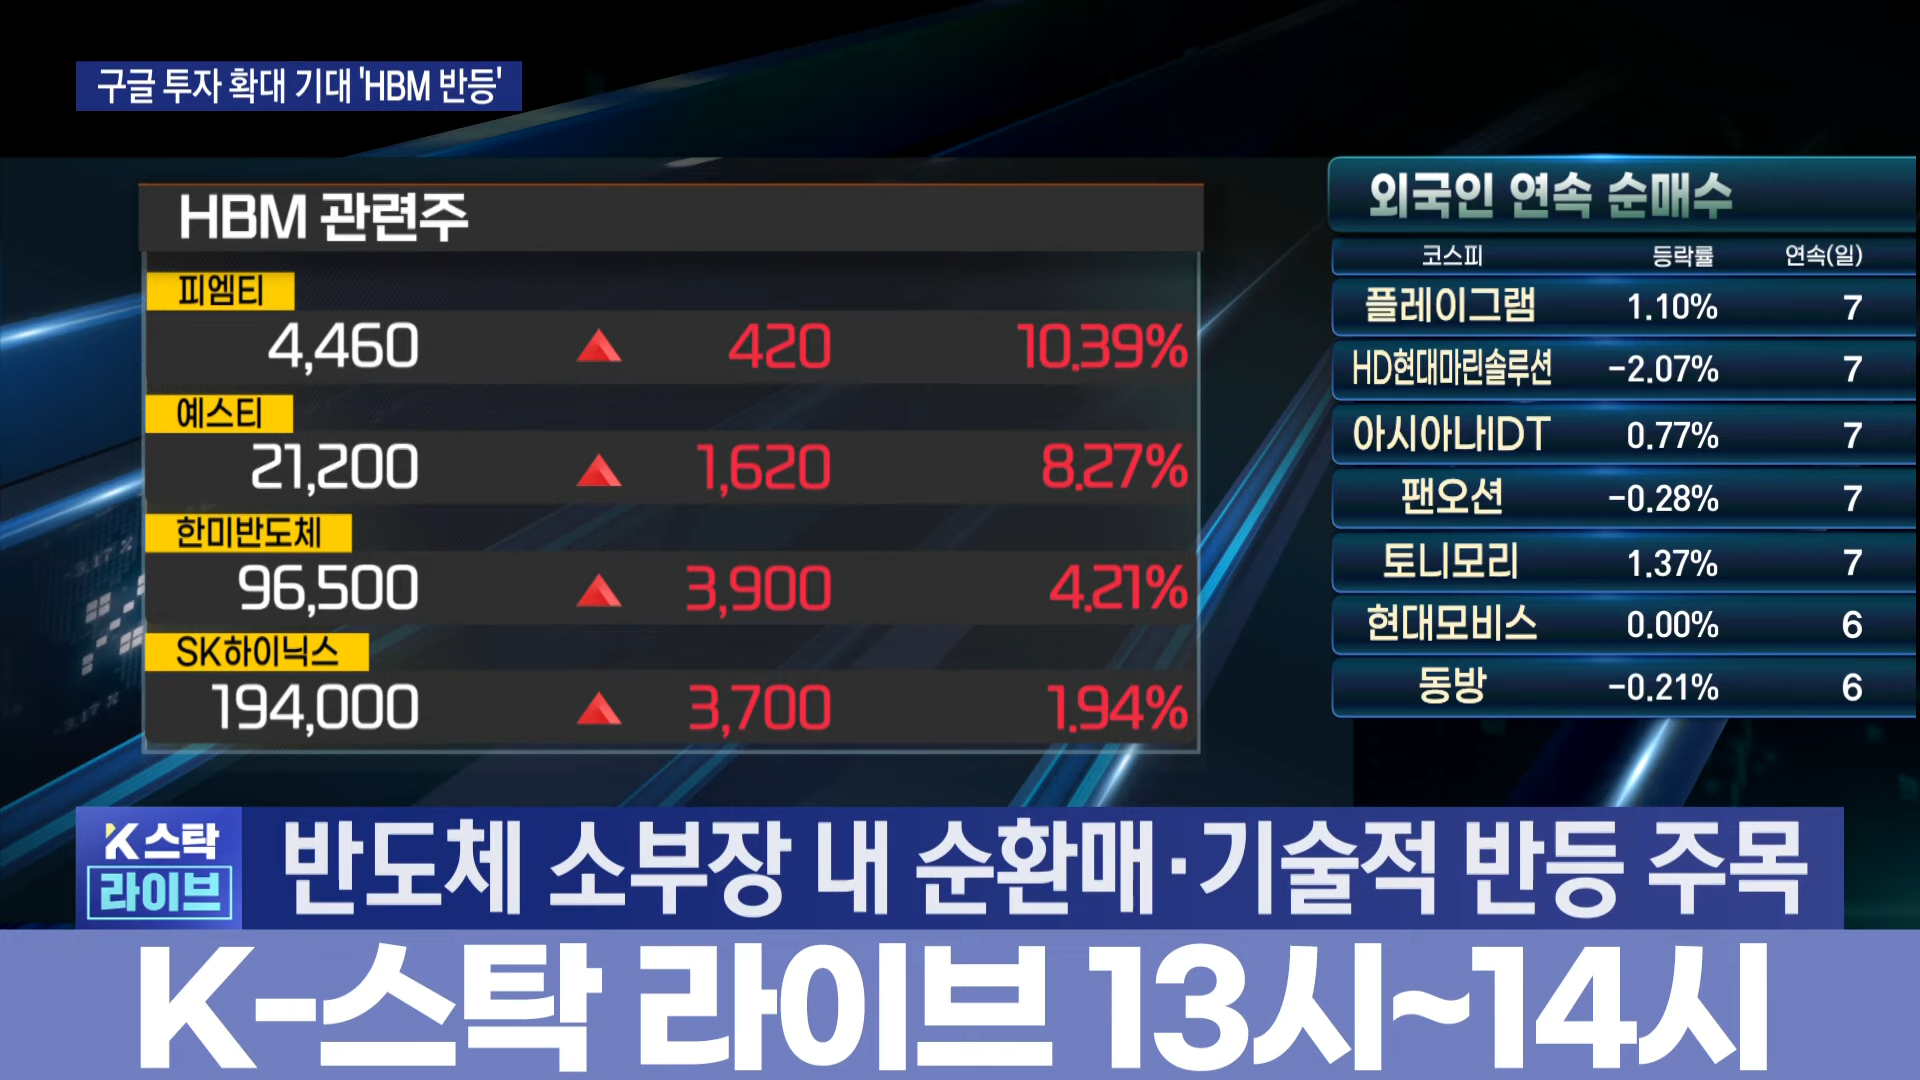 구글 투자 확대 기대 'HBM 반등'
HBM 관련주
피엠티
4,460 ▲ 420 10.39%
예스티
21,200 ▲ 1,620 8.27%
한미반도체
96,500 ▲ 3,900 4.21%
SK하이닉스
194,000 ▲ 3,700 1.94%
외국인 연속 순매수
코스피 등락률 연속(일)
플레이그램 1.10% 7
HD현대마린솔루션 -2.07% 7
아시아나IDT 0.77% 7
팬오션 -0.28% 7
토니모리 1.37% 7
현대모비스 0.00% 6
동방 -0.21% 6
K스탁
라이브
반도체 소부장 내 순환매·기술적 반등 주목
K-스탁 라이브 13시~14시